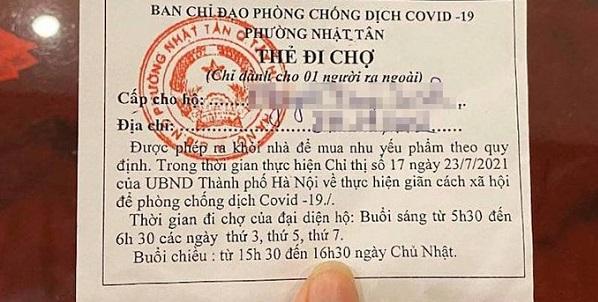 BAN CHỈ ĐẠO PHÒNG CHỐNG DỊCH COVID -19
PHƯỜNG NHẬT TÂN
THẺ ĐI CHỢ
(Chỉ dành cho 01 người ra ngoài)
Cấp cho hộ:
Địa chỉ:
Được phép ra khỏi nhà để mua nhu yếu phẩm theo quy
định. Trong thời gian thực hiện Chỉ thị số 17 ngày 23/7/2021
của UBND Thành phố Hà Nội về thực hiện giãn cách xã hội
để phòng chống dịch Covid -19./.
Thời gian đi chợ của đại diện hộ: Buổi sáng từ 5h30 đến
6h 30 các ngày thứ 3, thứ 5, thứ 7.
Buổi chiều : từ 15h 30 đến 16h30 ngày Chủ Nhật.
PHƯỜNG NHẬT TÂN